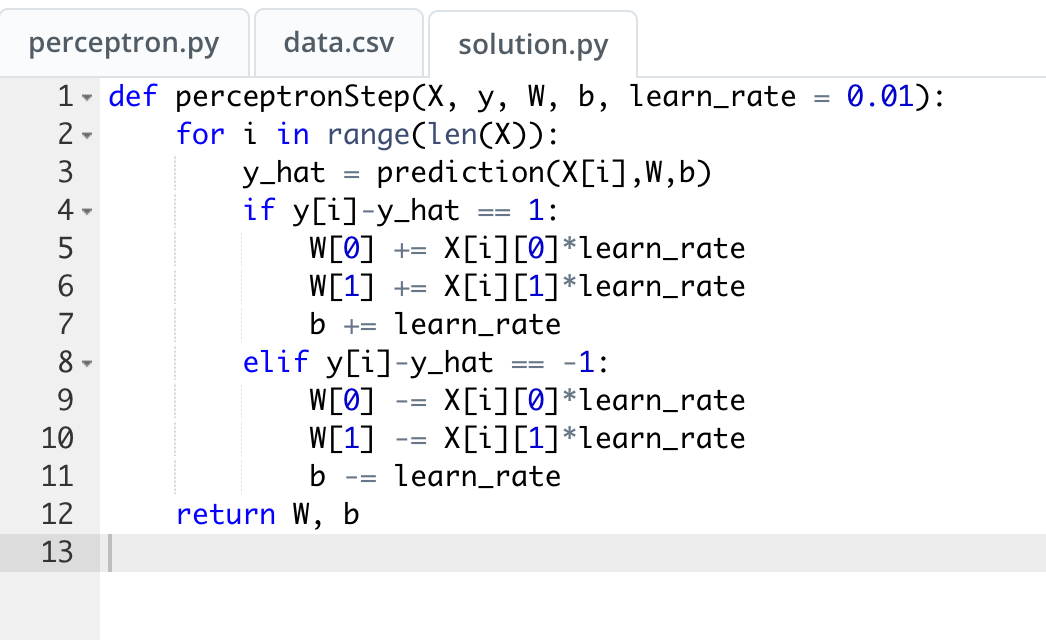 perceptron.py data.csv solution.py
1 def perceptronStep(X, y, W, b, learn_rate = 0.01):
2     for i in range(len(X)):
3         y_hat = prediction(X[i],W,b)
4         if y[i]-y_hat == 1:
5             W[0] += X[i][0]*learn_rate
6             W[1] += X[i][1]*learn_rate
7             b += learn_rate
8         elif y[i]-y_hat == -1:
9             W[0] -= X[i][0]*learn_rate
10             W[1] -= X[i][1]*learn_rate
11             b -= learn_rate
12     return W, b
13